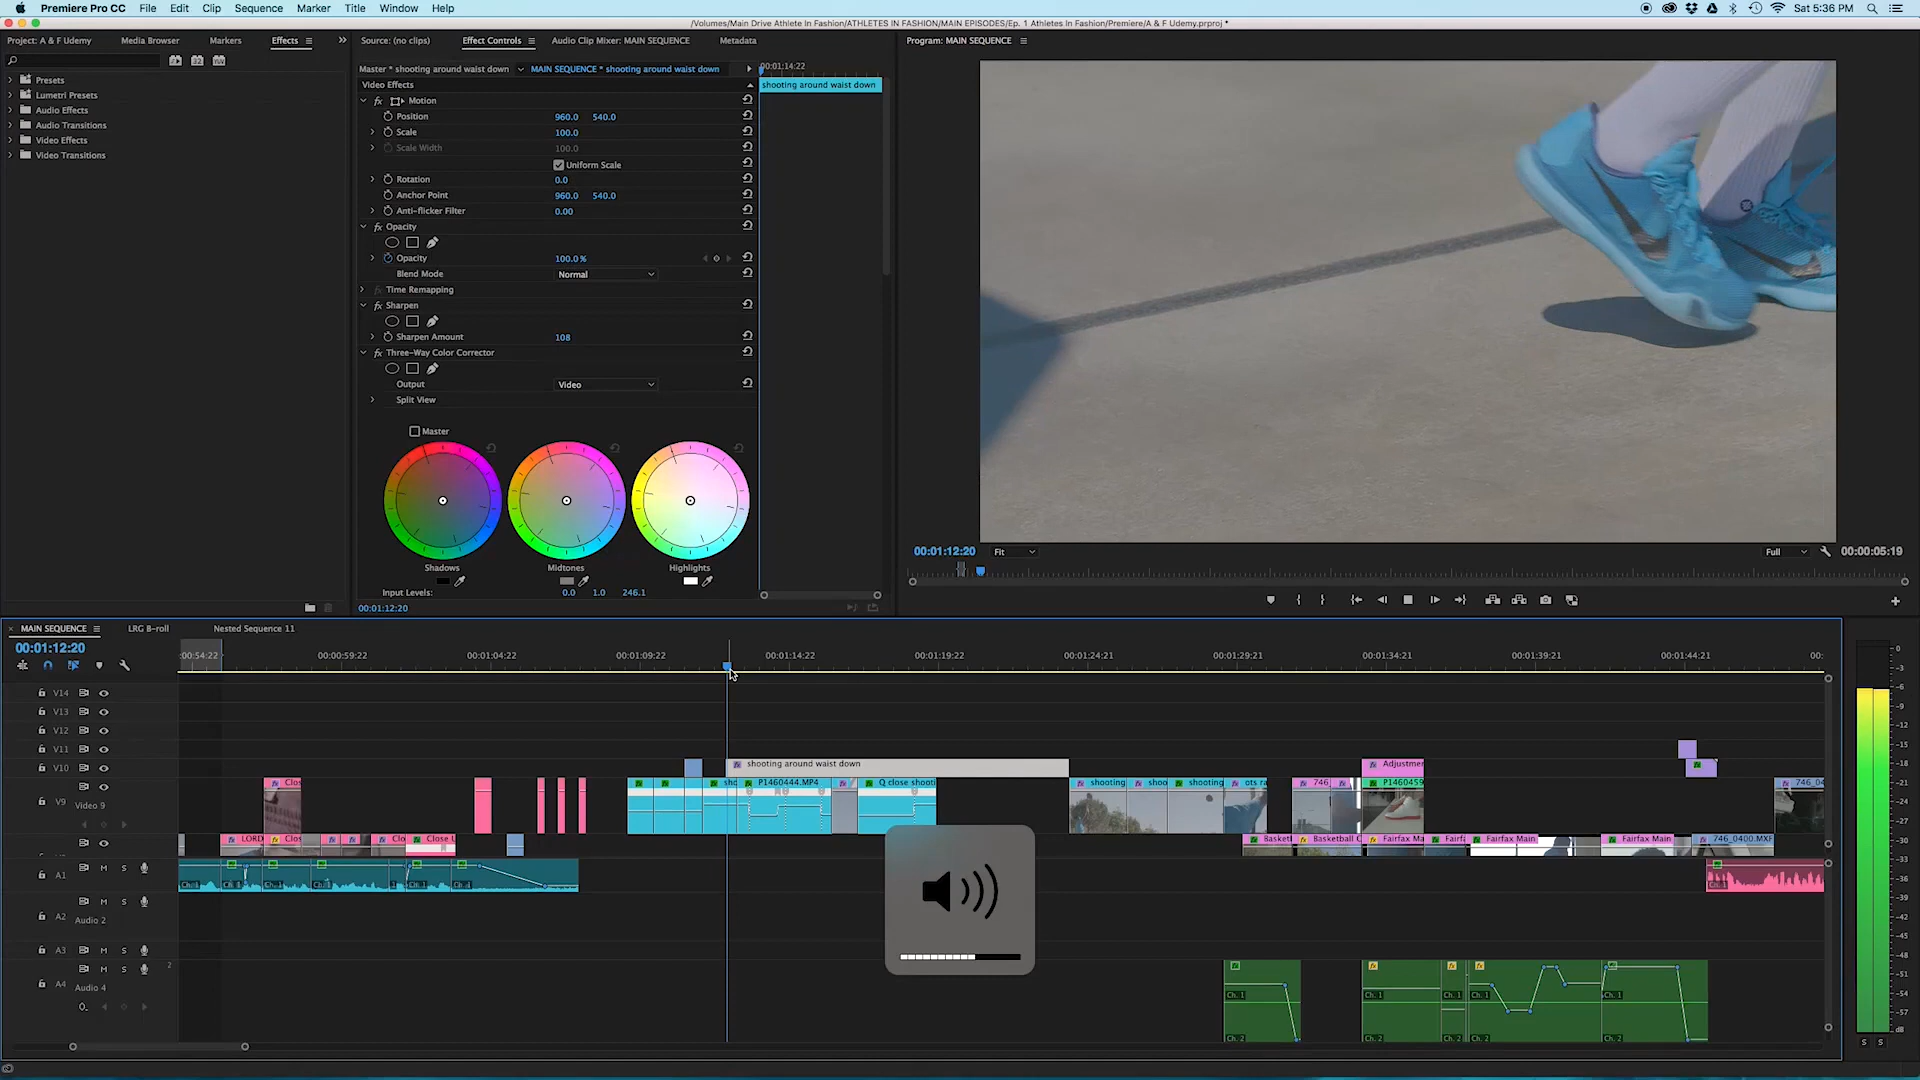 Premiere Pro CC File Edit Clip Sequence Marker Title Window Help Sat 5:36 PM
/Volumes/Main Drive Athlete In Fashion/ATHLETES IN FASHION/MAIN EPISODES/Ep. 1 Athletes In Fashion/Premiere/A & F Udemy.prproj *
Project: A & F Udemy Media Browser Markers Effects
Source: (no clips) Effect Controls Audio Clip Mixer: MAIN SEQUENCE Metadata
Program: MAIN SEQUENCE
Presets
Lumetri Presets
Audio Effects
Audio Transitions
Video Effects
Video Transitions
Master * shooting around waist down MAIN SEQUENCE * shooting around waist down 00:01:14:22
Video Effects shooting around waist down
fx Motion
Position 960.0 540.0
Scale 100.0
Scale Width 100.0
Uniform Scale
Rotation 0.0
Anchor Point 960.0 540.0
Anti-flicker Filter 0.00
fx Opacity
Opacity 100.0 %
Blend Mode Normal
fx Time Remapping
fx Sharpen
Sharpen Amount 108
fx Three-Way Color Corrector
Output Video
Split View
Master
Shadows Midtones Highlights
Input Levels: 0.0 1.0 246.1
00:01:12:20
00:01:12:20 Fit Full 00:00:05:19
MAIN SEQUENCE LRG B-roll Nested Sequence 11
00:01:12:20
:00:54:22 00:00:59:22 00:01:04:22 00:01:09:22 00:01:14:22 00:01:19:22 00:01:24:21 00:01:29:21 00:01:34:21 00:01:39:21 00:01:44:21 00:
V14
V13
V12
V11
V10 shooting around waist down Adjustmer
Clos sho P1460444.MP4 Q close shooti shooting shoo shooting ots ra 746 P1460459 746_04
V9
Video 9
LORD Clos Clo Close U Basketl Basketball C Fairfax Ma Fairfa Fairfax Main Fairfax Main 746_0400.MXF
A1 M S
Ch. 1 Ch. 1 Ch. 1 Ch. 1 Ch. 1 Ch. 1 Ch. 1
A2 M S
Audio 2
A3 M S
A4 M S 2
Audio 4
Ch. 1 Ch. 1 Ch. 1 Ch. 1 Ch. 1
Ch. 2 Ch. 2 Ch. 2 Ch. 2 Ch. 2
0
-3
-6
-9
-12
-15
-18
-21
-24
-27
-30
-33
-36
-39
-42
-45
-48
-51
-54
-57
dB
S S